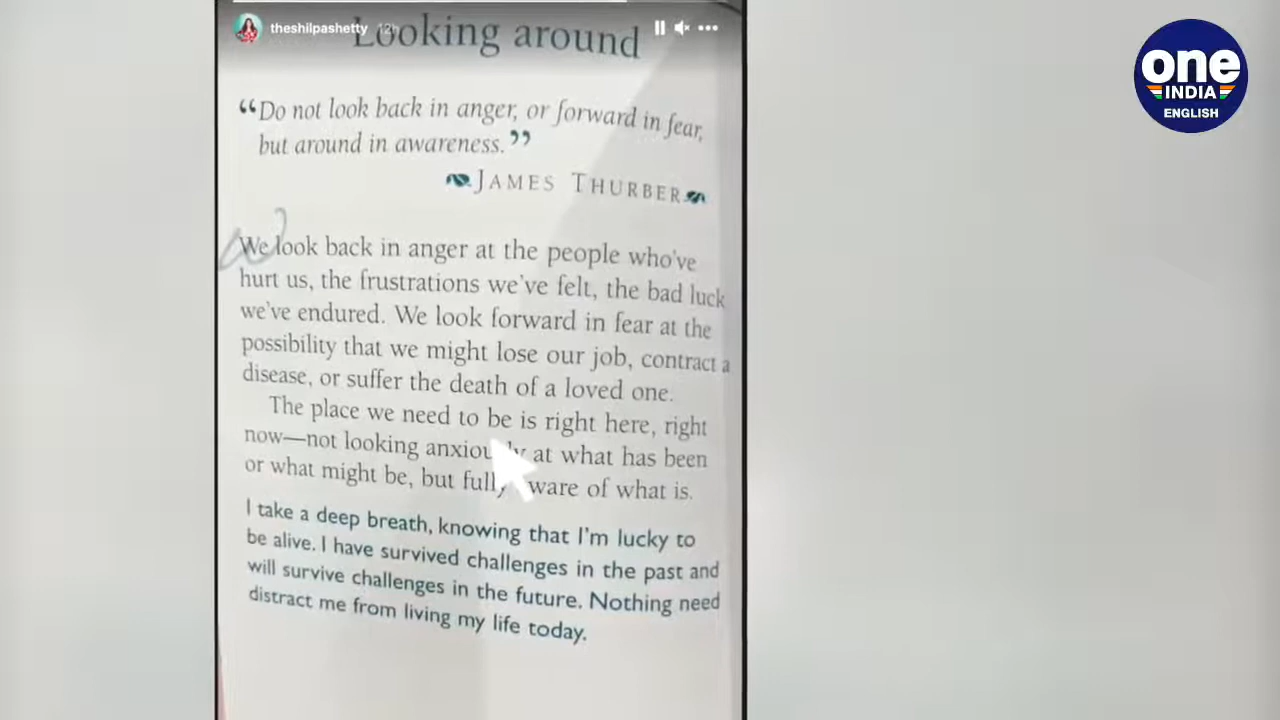 theshilpashetty 12h
Looking around
“Do not look back in anger, or forward in fear,
but around in awareness.”
JAMES THURBER
We look back in anger at the people who've
hurt us, the frustrations we've felt, the bad luck
we've endured. We look forward in fear at the
possibility that we might lose our job, contract a
disease, or suffer the death of a loved one.
The place we need to be is right here, right
now—not looking anxiously at what has been
or what might be, but fully aware of what is.
I take a deep breath, knowing that I'm lucky to
be alive. I have survived challenges in the past and
will survive challenges in the future. Nothing need
distract me from living my life today.
one
INDIA
ENGLISH